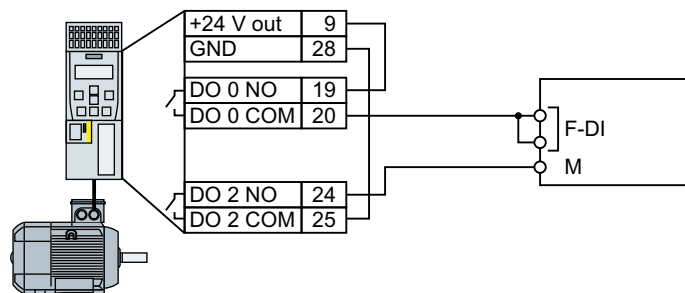 +24 V out 9
GND 28
DO 0 NO 19
DO 0 COM 20
F-DI
M
DO 2 NO 24
DO 2 COM 25